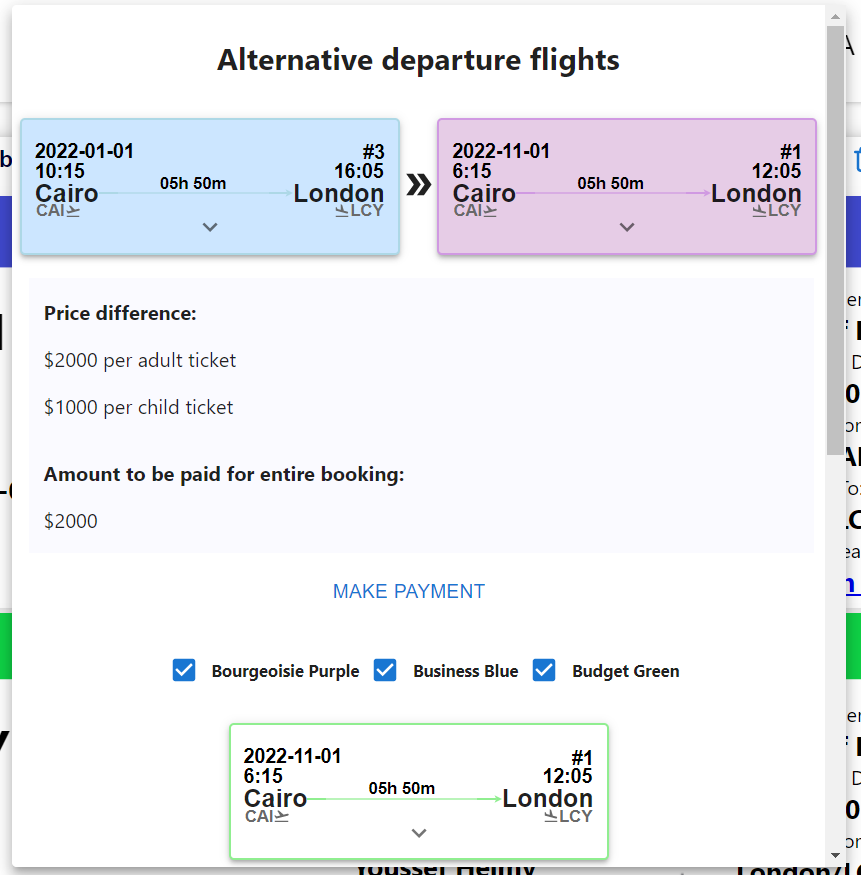 Alternative departure flights
2022-01-01 #3
10:15 16:05
Cairo 05h 50m London
CAI LCY
»
2022-11-01 #1
6:15 12:05
Cairo 05h 50m London
CAI LCY
Price difference:
$2000 per adult ticket
$1000 per child ticket
Amount to be paid for entire booking:
$2000
MAKE PAYMENT
Bourgeoisie Purple Business Blue Budget Green
2022-11-01 #1
6:15 12:05
Cairo 05h 50m London
CAI LCY